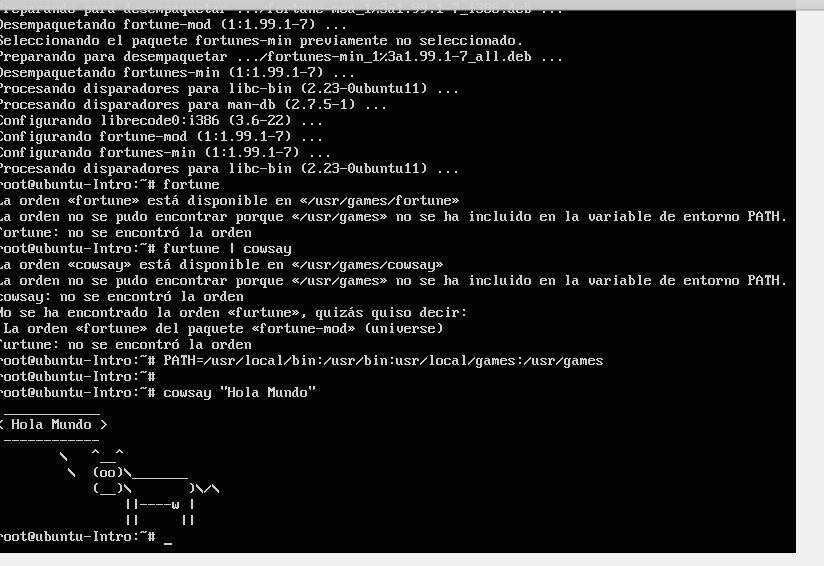 Preparando para desempaquetar .../fortune-mod_1%3a1.99.1-7_i386.deb ...
Desempaquetando fortune-mod (1:1.99.1-7) ...
Seleccionando el paquete fortunes-min previamente no seleccionado.
Preparando para desempaquetar .../fortunes-min_1%3a1.99.1-7_all.deb ...
Desempaquetando fortunes-min (1:1.99.1-7) ...
Procesando disparadores para libc-bin (2.23-0ubuntu11) ...
Procesando disparadores para man-db (2.7.5-1) ...
Configurando librecode0:i386 (3.6-22) ...
Configurando fortune-mod (1:1.99.1-7) ...
Configurando fortunes-min (1:1.99.1-7) ...
Procesando disparadores para libc-bin (2.23-0ubuntu11) ...
root@ubuntu-Intro:~# fortune
La orden «fortune» está disponible en «/usr/games/fortune»
La orden no se pudo encontrar porque «/usr/games» no se ha incluido en la variable de entorno PATH.
fortune: no se encontró la orden
root@ubuntu-Intro:~# furtune | cowsay
La orden «cowsay» está disponible en «/usr/games/cowsay»
La orden no se pudo encontrar porque «/usr/games» no se ha incluido en la variable de entorno PATH.
cowsay: no se encontró la orden
No se ha encontrado la orden «furtune», quizás quiso decir:
 La orden «fortune» del paquete «fortune-mod» (universe)
furtune: no se encontró la orden
root@ubuntu-Intro:~# PATH=/usr/local/bin:/usr/bin:usr/local/games:/usr/games
root@ubuntu-Intro:~#
root@ubuntu-Intro:~# cowsay "Hola Mundo"
 ____________
< Hola Mundo >
 ------------
        \   ^__^
         \  (oo)\_______
            (__)\       )\/\
                ||----w |
                ||     ||
root@ubuntu-Intro:~# _